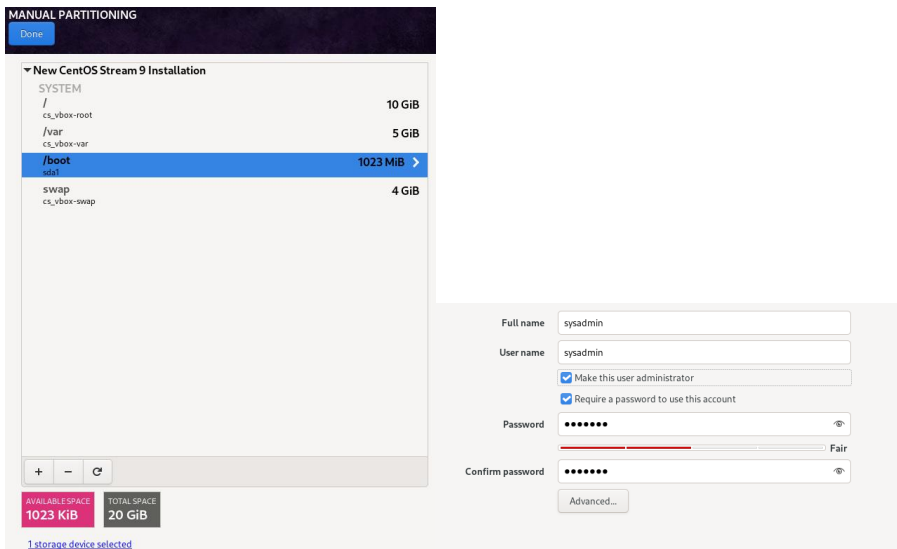 MANUAL PARTITIONING
Done
New CentOS Stream 9 Installation
SYSTEM
/ 10 GiB
cs_vbox-root
/var 5 GiB
cs_vbox-var
/boot 1023 MiB
sda1
swap 4 GiB
cs_vbox-swap
+ −
AVAILABLE SPACE
1023 KiB
TOTAL SPACE
20 GiB
1 storage device selected
Full name sysadmin
User name sysadmin
Make this user administrator
Require a password to use this account
Password •••••••
Fair
Confirm password •••••••
Advanced...